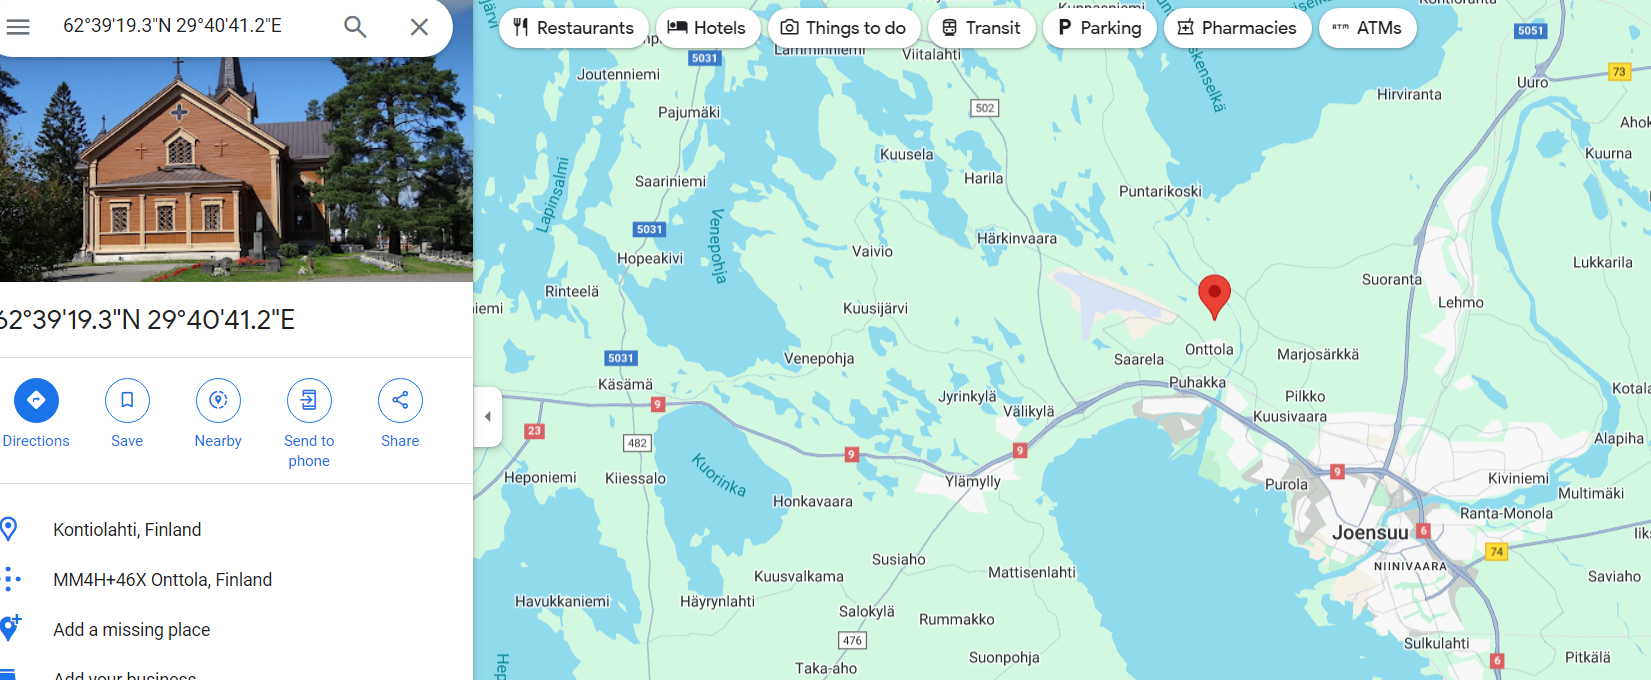 62°39'19.3"N 29°40'41.2"E
Restaurants
Hotels
Things to do
Transit
Parking
Pharmacies
ATMs
62°39'19.3"N 29°40'41.2"E
Directions
Save
Nearby
Send to
phone
Share
Kontiolahti, Finland
MM4H+46X Onttola, Finland
Add a missing place
Add your business
Lamminniemi
Viitalahti
Kontioranta
5051
5031
Joutenniemi
73
Uuro
Hirviranta
502
Pajumäki
Kuurna
Kuusela
Lapinsalmi
Saariniemi
Harila
Puntarikoski
5031
Venepohja
Härkinvaara
Vaivio
Hopeakivi
Lukkarila
Suoranta
Rinteelä
Lehmo
Kuusijärvi
Onttola
Saarela
Marjosärkkä
5031
Venepohja
Käsämä
Puhakka
Pilkko
Kuusivaara
Jyrinkylä
Välikylä
9
23
482
9
9
Alapiha
Kuorinka
Heponiemi
Kiiessalo
Ylämylly
9
Purola
Kiviniemi
Multimäki
Honkavaara
Ranta-Monola
Joensuu
6
74
NIINIVAARA
Susiaho
Kuusvalkama
Mattisenlahti
Saviaho
Havukkaniemi
Häyrynlahti
Salokylä
Rummakko
476
Sulkulahti
Suonpohja
Pitkälä
6
Taka-aho